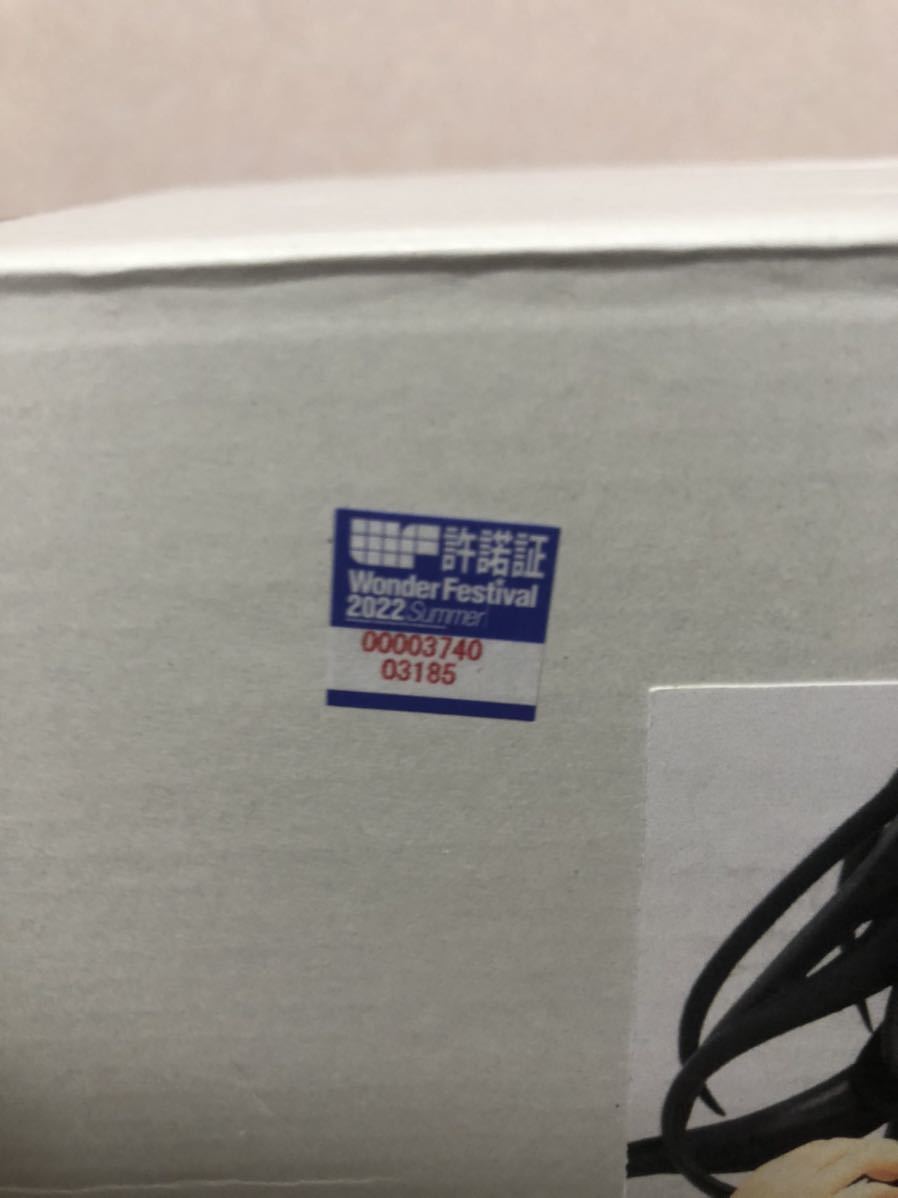 WF許諾証
Wonder Festival
2022 Summer
00003740
03185